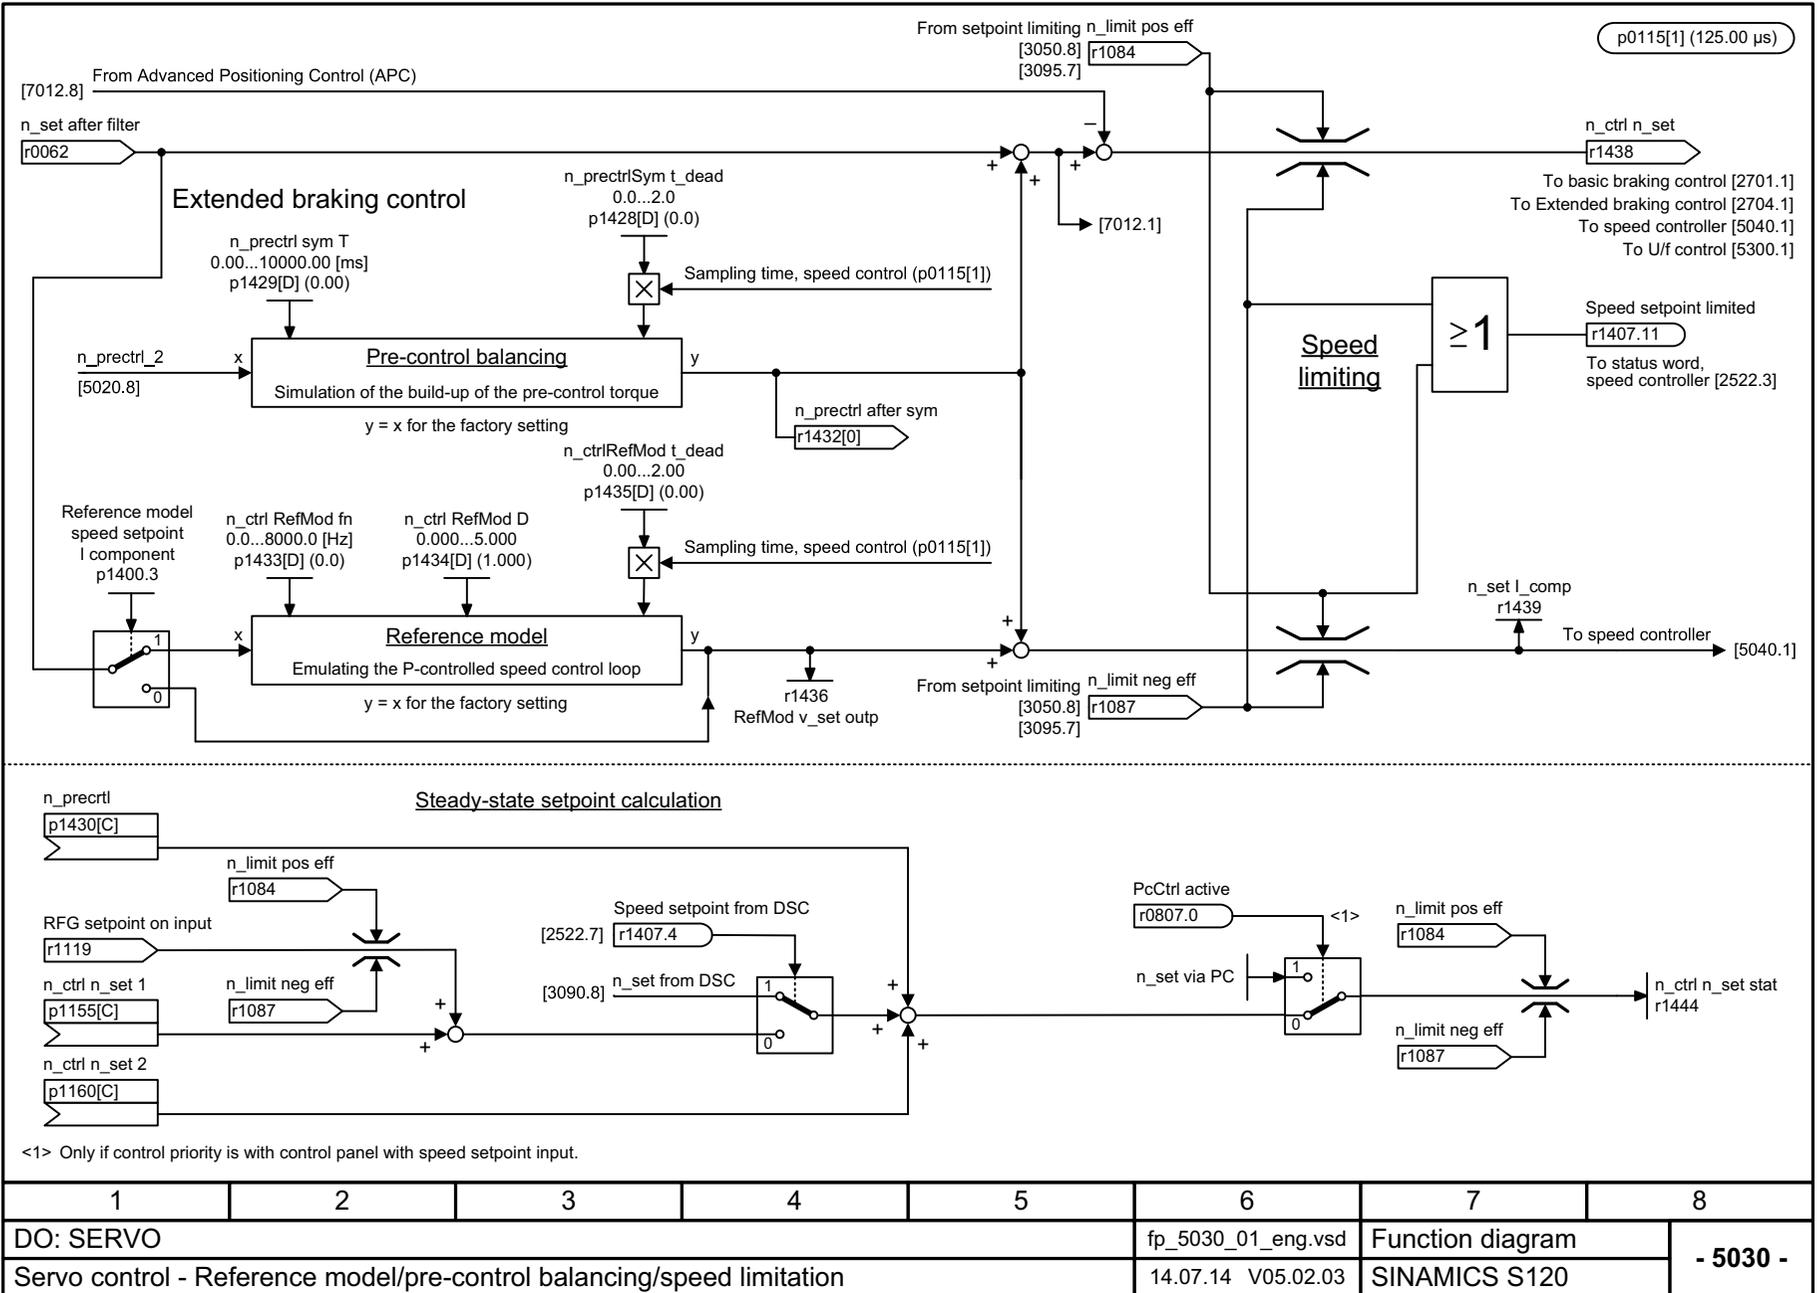 From setpoint limiting
[3050.8]
[3095.7]
n_limit pos eff
r1084
p0115[1] (125.00 µs)
From Advanced Positioning Control (APC)
[7012.8]
n_set after filter
r0062
–
+
+
+
[7012.1]
n_ctrl n_set
r1438
To basic braking control [2701.1]
To Extended braking control [2704.1]
To speed controller [5040.1]
To U/f control [5300.1]
Extended braking control
n_prectrlSym t_dead
0.0...2.0
p1428[D] (0.0)
n_prectrl sym T
0.00...10000.00 [ms]
p1429[D] (0.00)
Sampling time, speed control (p0115[1])
n_prectrl_2
[5020.8]
x
Pre-control balancing
Simulation of the build-up of the pre-control torque
y
y = x for the factory setting
n_prectrl after sym
r1432[0]
Speed
limiting
≥1
Speed setpoint limited
r1407.11
To status word,
speed controller [2522.3]
n_ctrlRefMod t_dead
0.00...2.00
p1435[D] (0.00)
Reference model
speed setpoint
I component
p1400.3
n_ctrl RefMod fn
0.0...8000.0 [Hz]
p1433[D] (0.0)
n_ctrl RefMod D
0.000...5.000
p1434[D] (1.000)
Sampling time, speed control (p0115[1])
1
0
x
Reference model
Emulating the P-controlled speed control loop
y
y = x for the factory setting
r1436
RefMod v_set outp
+
+
n_set I_comp
r1439
To speed controller
[5040.1]
From setpoint limiting
[3050.8]
[3095.7]
n_limit neg eff
r1087
Steady-state setpoint calculation
n_precrtl
p1430[C]
n_limit pos eff
r1084
RFG setpoint on input
r1119
n_limit neg eff
r1087
n_ctrl n_set 1
p1155[C]
n_ctrl n_set 2
p1160[C]
+
+
Speed setpoint from DSC
[2522.7]
r1407.4
[3090.8]
n_set from DSC
1
0
+
+
+
PcCtrl active
r0807.0
<1>
n_set via PC
1
0
n_limit pos eff
r1084
n_limit neg eff
r1087
n_ctrl n_set stat
r1444
<1> Only if control priority is with control panel with speed setpoint input.
1 2 3 4 5 6 7 8
DO: SERVO
fp_5030_01_eng.vsd
Function diagram
- 5030 -
Servo control - Reference model/pre-control balancing/speed limitation
14.07.14 V05.02.03
SINAMICS S120